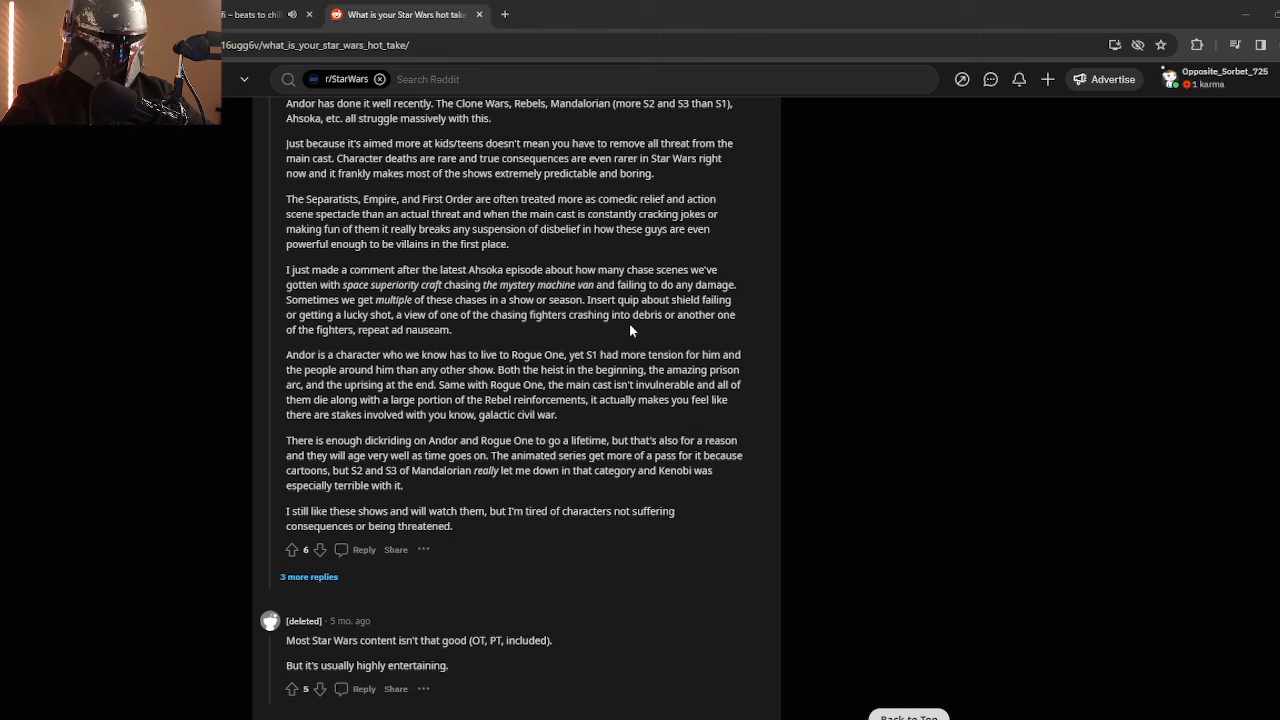 fi – beats to chill
What is your Star Wars hot take
16ugg6v/what_is_your_star_wars_hot_take/
r/StarWars
Search Reddit
Advertise
Opposite_Sorbet_725
1 karma
Andor has done it well recently. The Clone Wars, Rebels, Mandalorian (more S2 and S3 than S1),
Ahsoka, etc. all struggle massively with this.
Just because it's aimed more at kids/teens doesn't mean you have to remove all threat from the
main cast. Character deaths are rare and true consequences are even rarer in Star Wars right
now and it frankly makes most of the shows extremely predictable and boring.
The Separatists, Empire, and First Order are often treated more as comedic relief and action
scene spectacle than an actual threat and when the main cast is constantly cracking jokes or
making fun of them it really breaks any suspension of disbelief in how these guys are even
powerful enough to be villains in the first place.
I just made a comment after the latest Ahsoka episode about how many chase scenes we've
gotten with space superiority craft chasing the mystery machine van and failing to do any damage.
Sometimes we get multiple of these chases in a show or season. Insert quip about shield failing
or getting a lucky shot, a view of one of the chasing fighters crashing into debris or another one
of the fighters, repeat ad nauseam.
Andor is a character who we know has to live to Rogue One, yet S1 had more tension for him and
the people around him than any other show. Both the heist in the beginning, the amazing prison
arc, and the uprising at the end. Same with Rogue One, the main cast isn't invulnerable and all of
them die along with a large portion of the Rebel reinforcements, it actually makes you feel like
there are stakes involved with you know, galactic civil war.
There is enough dickriding on Andor and Rogue One to go a lifetime, but that's also for a reason
and they will age very well as time goes on. The animated series get more of a pass for it because
cartoons, but S2 and S3 of Mandalorian really let me down in that category and Kenobi was
especially terrible with it.
I still like these shows and will watch them, but I'm tired of characters not suffering
consequences or being threatened.
6 Reply Share
3 more replies
[deleted] · 5 mo. ago
Most Star Wars content isn't that good (OT, PT, included).
But it's usually highly entertaining.
5 Reply Share
Back to Top